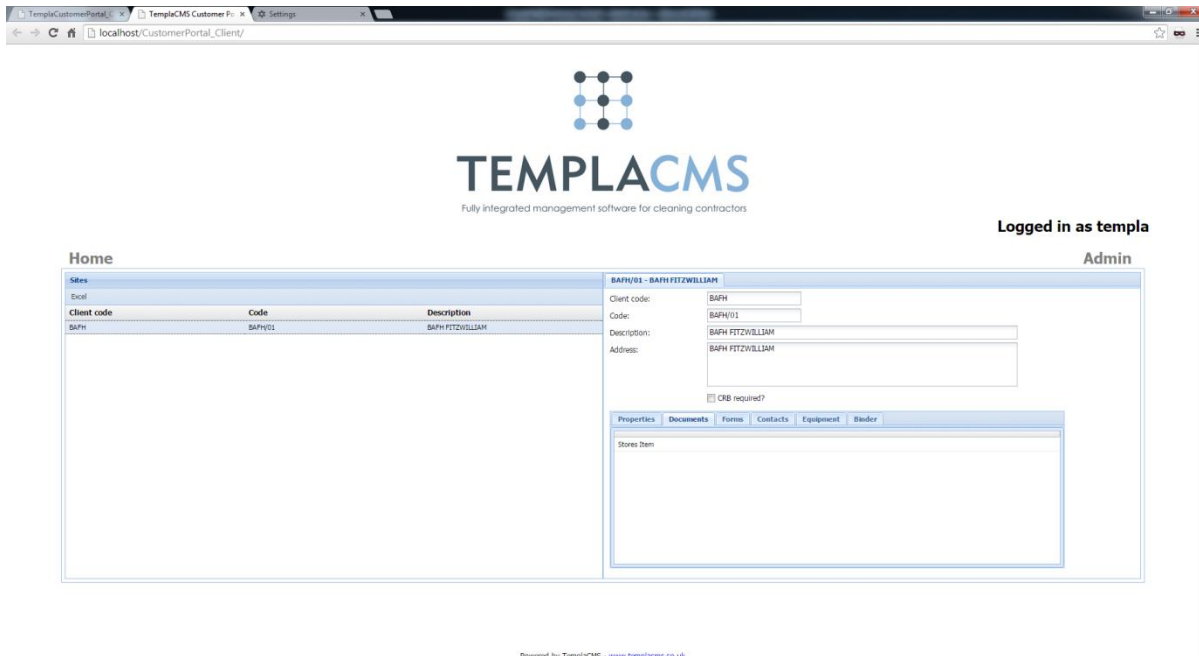 TemplaCustomerPortal_C
TemplaCMS Customer Po
Settings
localhost/CustomerPortal_Client/
TEMPLACMS
Fully integrated management software for cleaning contractors
Logged in as templa
Home
Admin
Sites
Excel
Client code Code Description
BAFH BAFH/01 BAFH FITZWILLIAM
BAFH/01 - BAFH FITZWILLIAM
Client code: BAFH
Code: BAFH/01
Description: BAFH FITZWILLIAM
Address: BAFH FITZWILLIAM
CRB required?
Properties Documents Forms Contacts Equipment Binder
Stores Item
Powered by TemplaCMS - www.templacms.co.uk